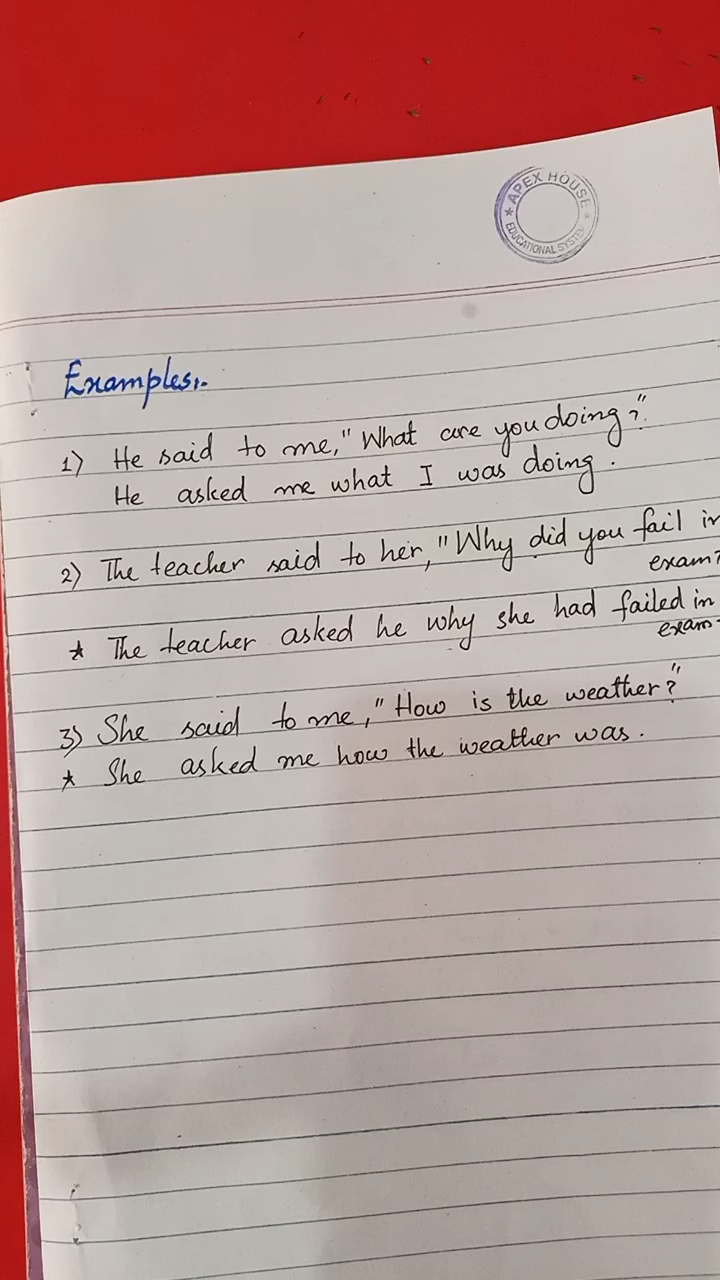 ★ APEX HOUSE ★
EDUCATIONAL SYSTEM
Examples:-
1) He said to me, "What are you doing?"
He asked me what I was doing.
2) The teacher said to her, "Why did you fail in
exam?
★ The teacher asked he why she had failed in
exam.
3) She said to me, "How is the weather?"
★ She asked me how the weather was.